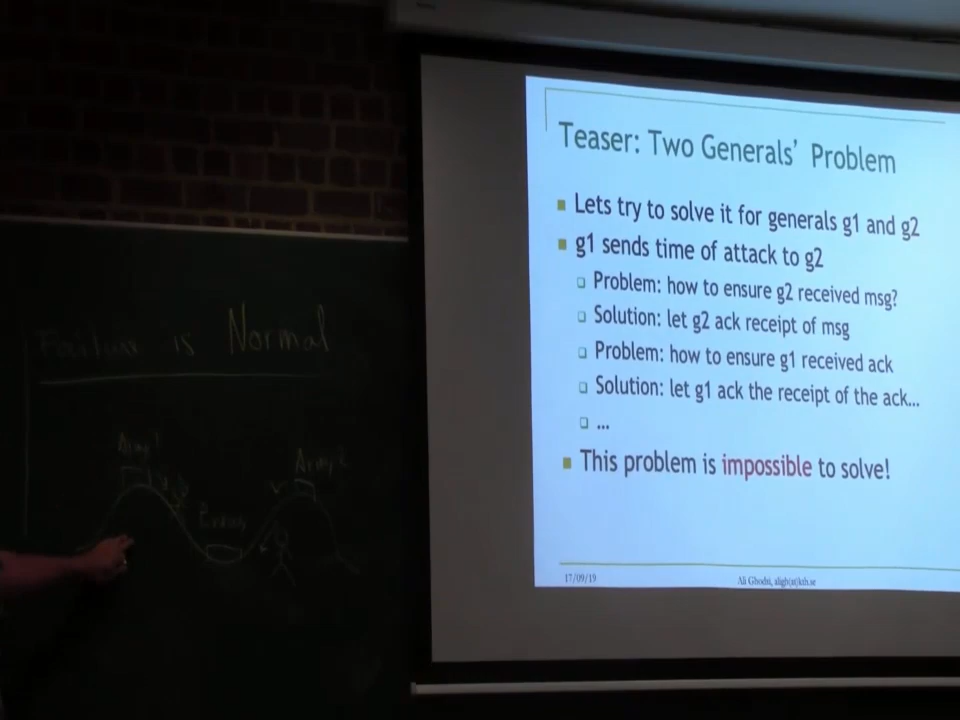 Failure is Normal
Army 1
Army 2
Teaser: Two Generals' Problem
Lets try to solve it for generals g1 and g2
g1 sends time of attack to g2
Problem: how to ensure g2 received msg?
Solution: let g2 ack receipt of msg
Problem: how to ensure g1 received ack
Solution: let g1 ack the receipt of the ack...
...
This problem is impossible to solve!
17/09/19
Ali Ghodsi, aligh(at)kth.se